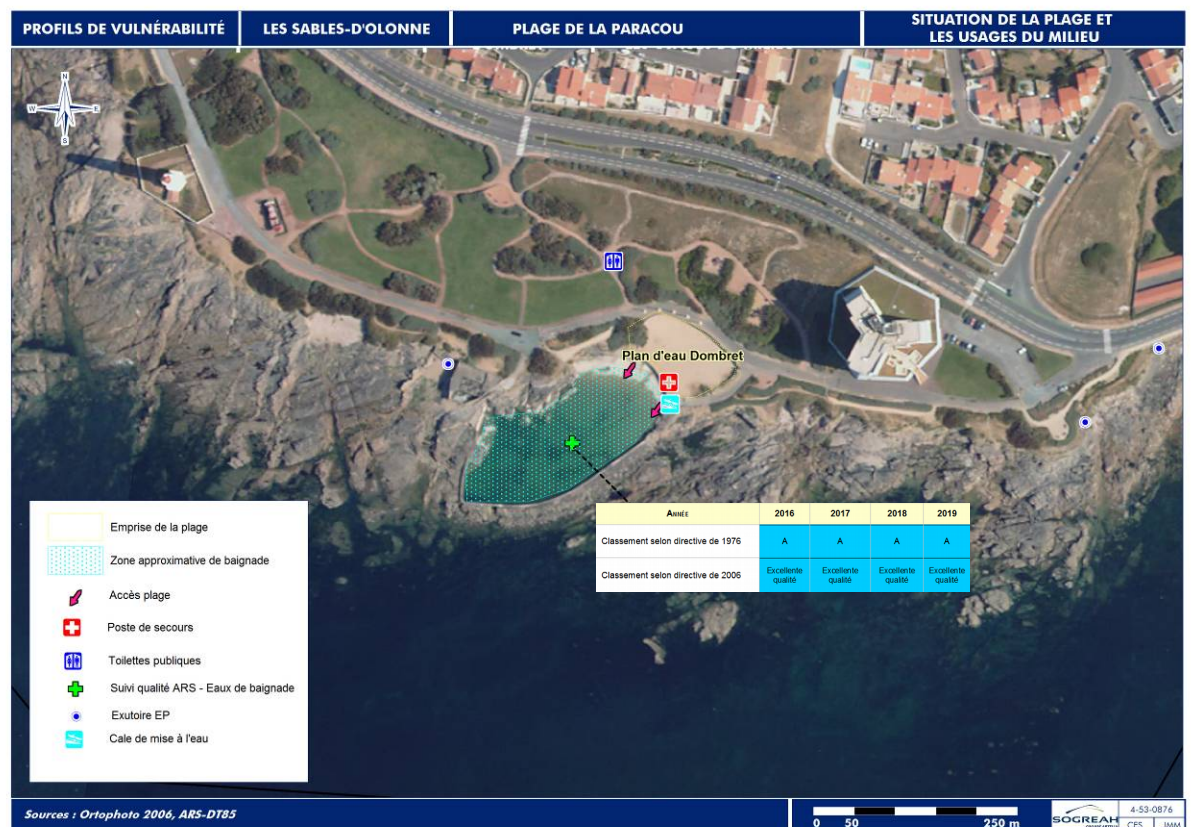 PROFILS DE VULNÉRABILITÉ
LES SABLES-D'OLONNE
PLAGE DE LA PARACOU
SITUATION DE LA PLAGE ET
LES USAGES DU MILIEU
N
W
E
S
Plan d'eau Dombret
ANNÉE 2016 2017 2018 2019
Classement selon directive de 1976 A A A A
Classement selon directive de 2006 Excellente qualité Excellente qualité Excellente qualité Excellente qualité
Emprise de la plage
Zone approximative de baignade
Accès plage
Poste de secours
Toilettes publiques
Suivi qualité ARS - Eaux de baignade
Exutoire EP
Cale de mise à l'eau
Sources : Ortophoto 2006, ARS-DT85
0 50 250 m
SOGREAH
4-53-0876
CFS JMM